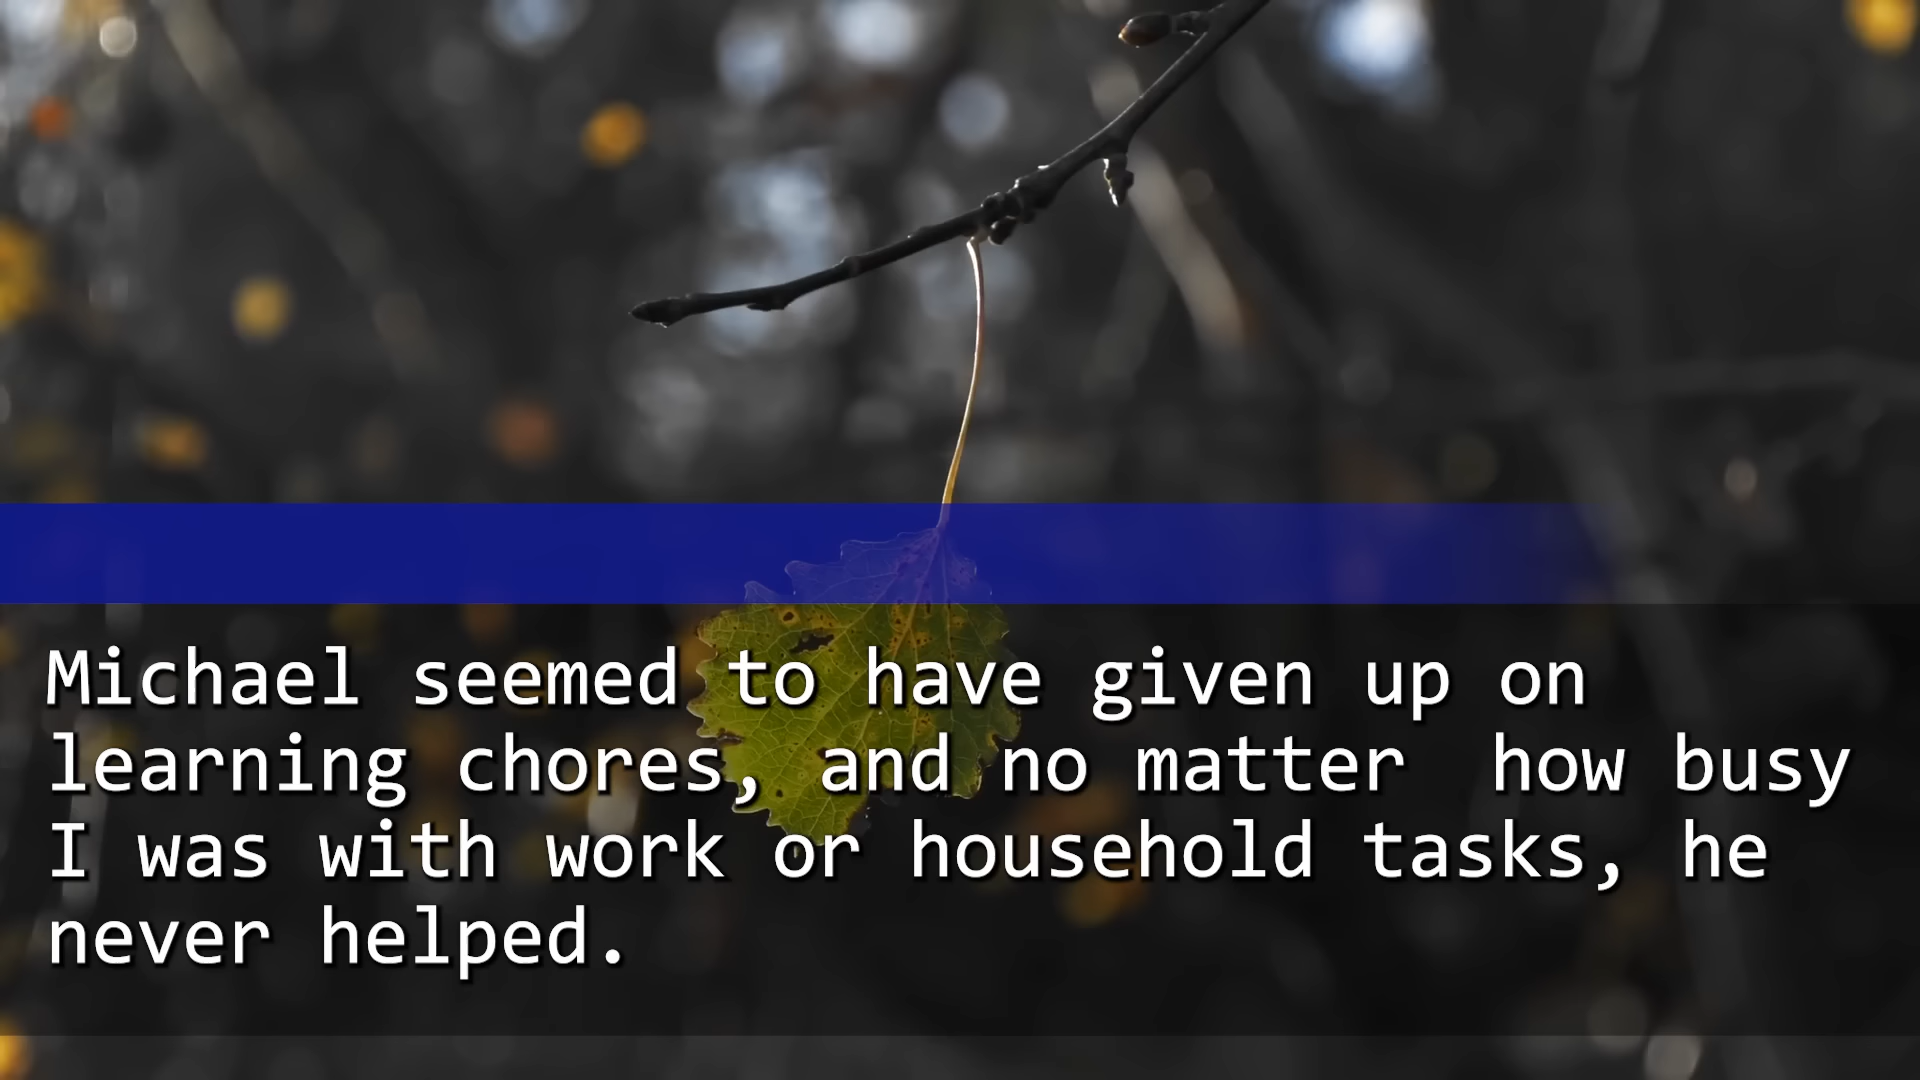 Michael seemed to have given up on
learning chores, and no matter  how busy
I was with work or household tasks, he
never helped.